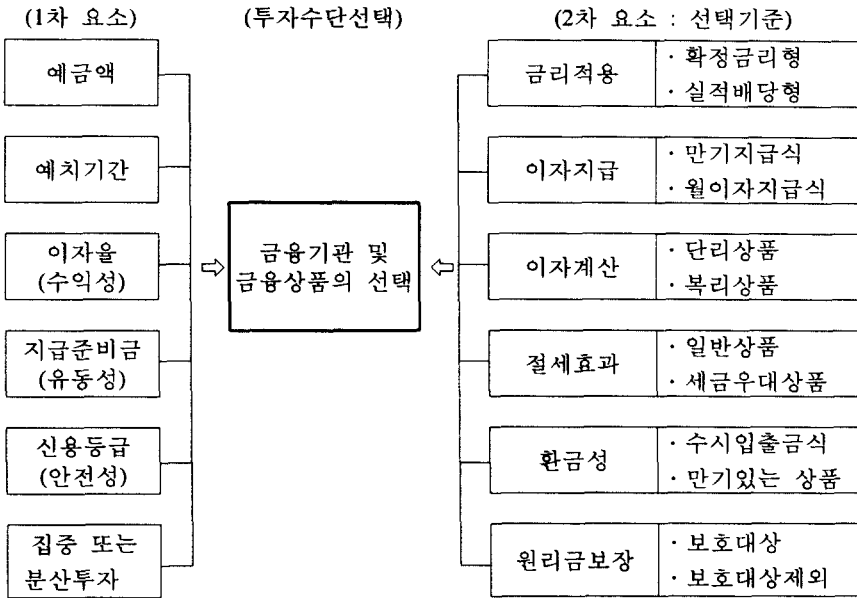 (1차 요소)
(투자수단선택)
(2차 요소 : 선택기준)
예금액
예치기간
이자율
(수익성)
지급준비금
(유동성)
신용등급
(안전성)
집중 또는
분산투자
금융기관 및
금융상품의 선택
금리적용
· 확정금리형
· 실적배당형
이자지급
· 만기지급식
· 월이자지급식
이자계산
· 단리상품
· 복리상품
절세효과
· 일반상품
· 세금우대상품
환금성
· 수시입출금식
· 만기있는 상품
원리금보장
· 보호대상
· 보호대상제외